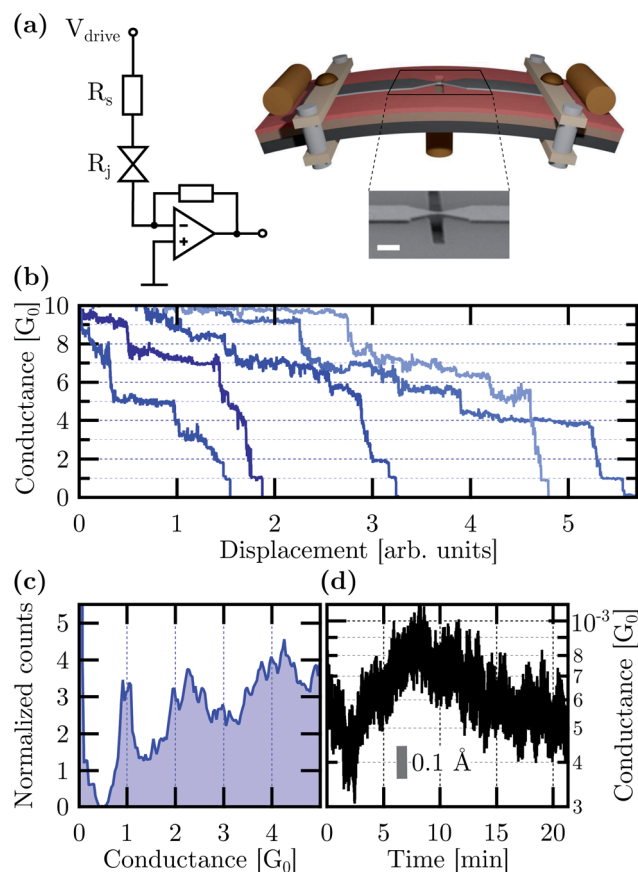 (a)
V_drive
R_s
R_j
−
+
(b)
Conductance [G_0]
10
8
6
4
2
0
0 1 2 3 4 5
Displacement [arb. units]
(c)
Normalized counts
5
4
3
2
1
0
0 1 2 3 4
Conductance [G_0]
(d)
10^-3
8
7
6
5
4
3
Conductance [G_0]
0.1 Å
0 5 10 15 20
Time [min]